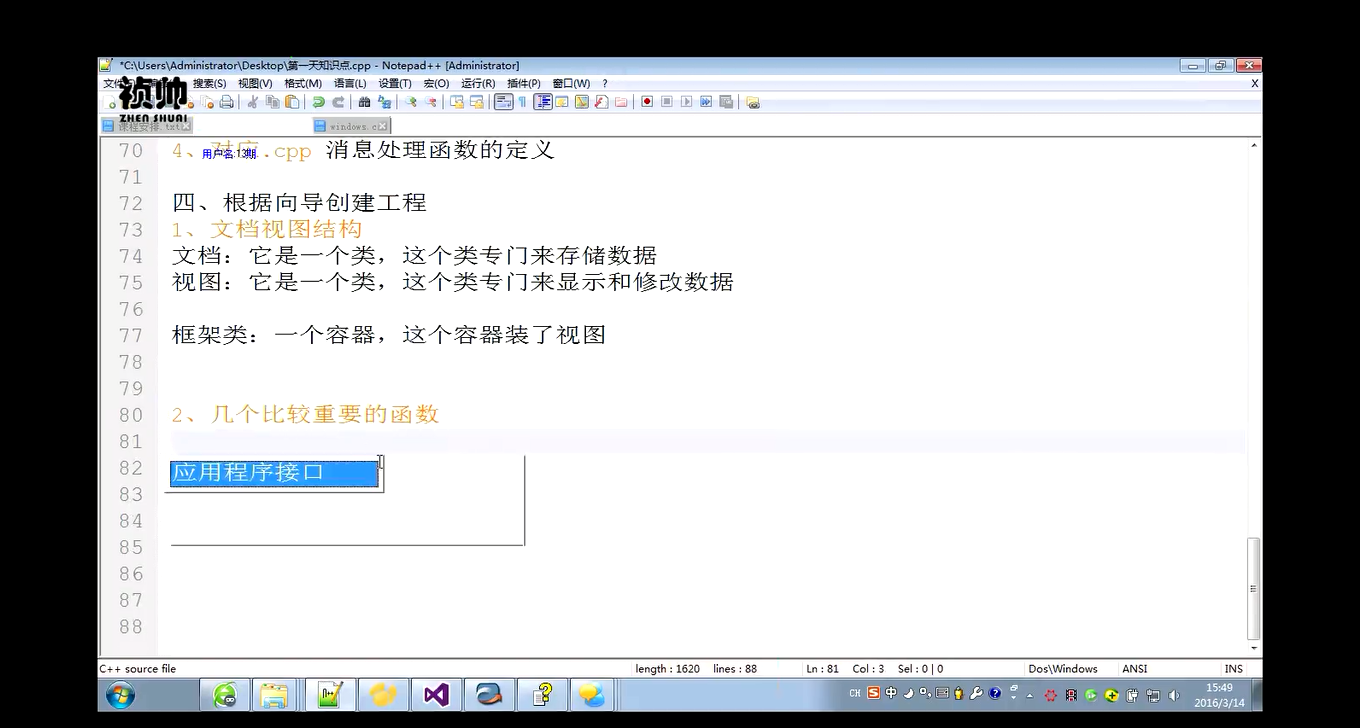 *C:\Users\Administrator\Desktop\第一天知识点.cpp - Notepad++ [Administrator]
搜索(S) 视图(V) 格式(M) 语言(L) 设置(T) 宏(O) 运行(R) 插件(P) 窗口(W) ? X
祯帅
ZHEN SHUAI
课程安排.txt windows.c
70 4、对应.cpp 消息处理函数的定义
用户名:13期
71
72 四、根据向导创建工程
73 1、文档视图结构
74 文档：它是一个类，这个类专门来存储数据
75 视图：它是一个类，这个类专门来显示和修改数据
76
77 框架类：一个容器，这个容器装了视图
78
79
80 2、几个比较重要的函数
81
82 应用程序接口
83
84
85
86
87
88
C++ source file length : 1620 lines : 88 Ln : 81 Col : 3 Sel : 0 | 0 Dos\Windows ANSI INS
CH 中 15:49
2016/3/14